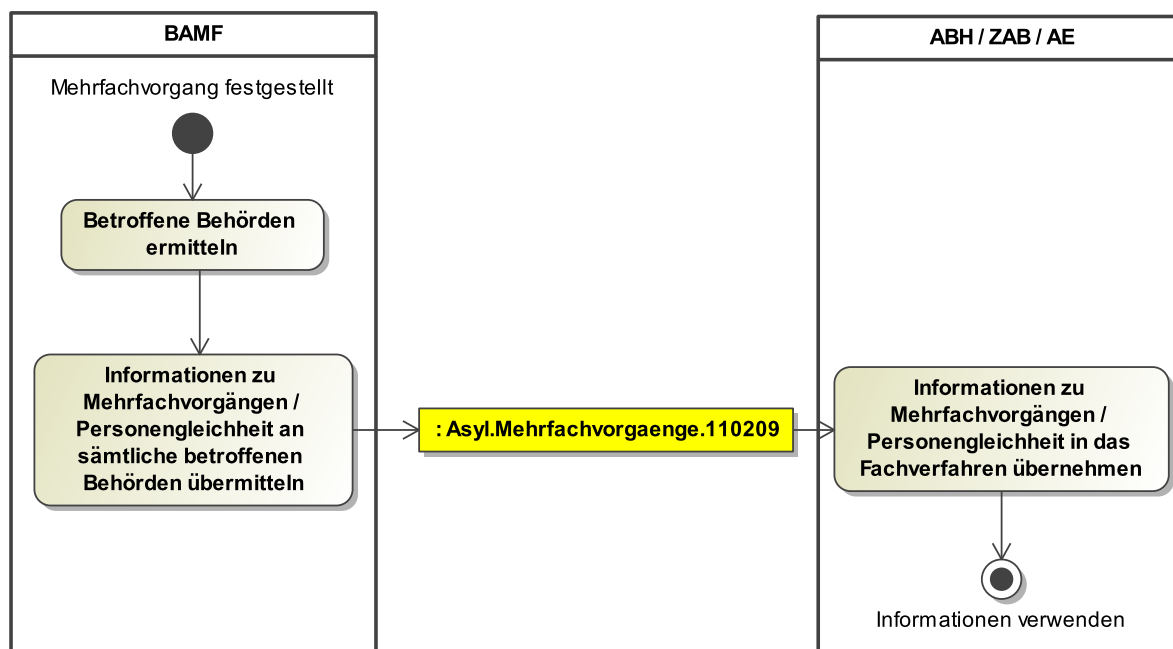 BAMF
Mehrfachvorgang festgestellt
Betroffene Behörden
ermitteln
Informationen zu
Mehrfachvorgängen /
Personengleichheit an
sämtliche betroffenen
Behörden übermitteln
: Asyl.Mehrfachvorgaenge.110209
ABH / ZAB / AE
Informationen zu
Mehrfachvorgängen /
Personengleichheit in das
Fachverfahren übernehmen
Informationen verwenden